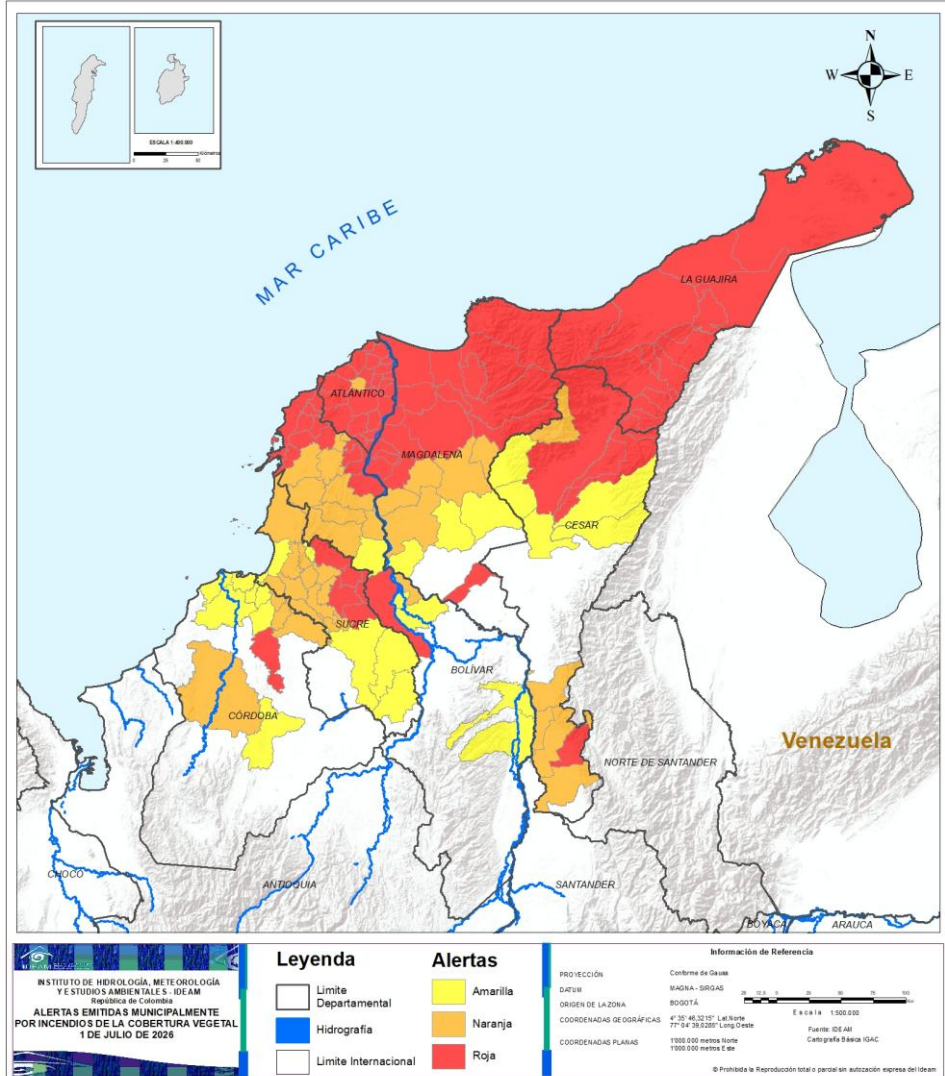 ESCALA 1:400.000
N
W
E
S
MAR CARIBE
LA GUAJIRA
ATLÁNTICO
MAGDALENA
CESAR
SUCRE
BOLÍVAR
CÓRDOBA
Venezuela
NORTE DE SANTANDER
CHOCÓ
ANTIOQUIA
SANTANDER
BOYACÁ
ARAUCA
IDEAM
INSTITUTO DE HIDROLOGÍA, METEOROLOGÍA
Y ESTUDIOS AMBIENTALES - IDEAM
República de Colombia
ALERTAS EMITIDAS MUNICIPALMENTE
POR INCENDIOS DE LA COBERTURA VEGETAL
1 DE JULIO DE 2026
Leyenda
Limite
Departamental
Hidrografía
Limite Internacional
Alertas
Amarilla
Naranja
Roja
Información de Referencia
PROYECCIÓN
Conforme de Gauss
DATUM
MAGNA - SIRGAS
ORIGEN DE LA ZONA
BOGOTÁ
COORDENADAS GEOGRÁFICAS
4° 35' 46,3215" Lat.Norte
77° 04' 39,0285" Long.Oeste
COORDENADAS PLANAS
1'000.000 metros Norte
1'000.000 metros Este
Escala 1:500.000
Fuente: IDEAM
Cartografía Básica IGAC
© Prohibida la Reproducción total o parcial sin autozación expresa del Ideam